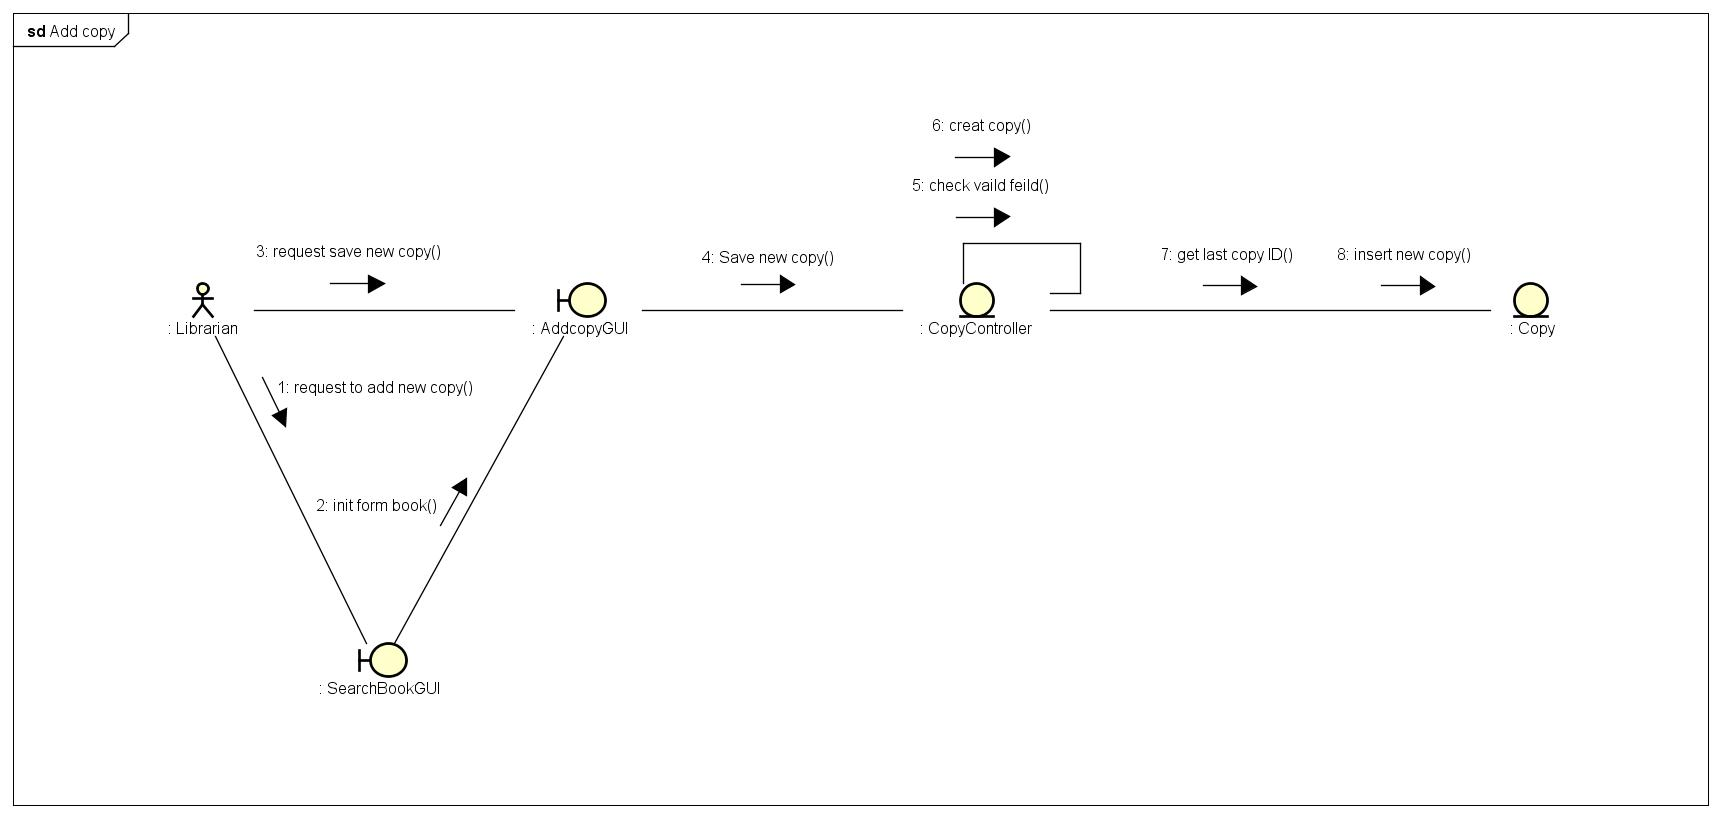 sd Add copy
6: creat copy()
5: check vaild feild()
3: request save new copy()
4: Save new copy()
7: get last copy ID()
8: insert new copy()
: Librarian
: AddcopyGUI
: CopyController
: Copy
1: request to add new copy()
2: init form book()
: SearchBookGUI